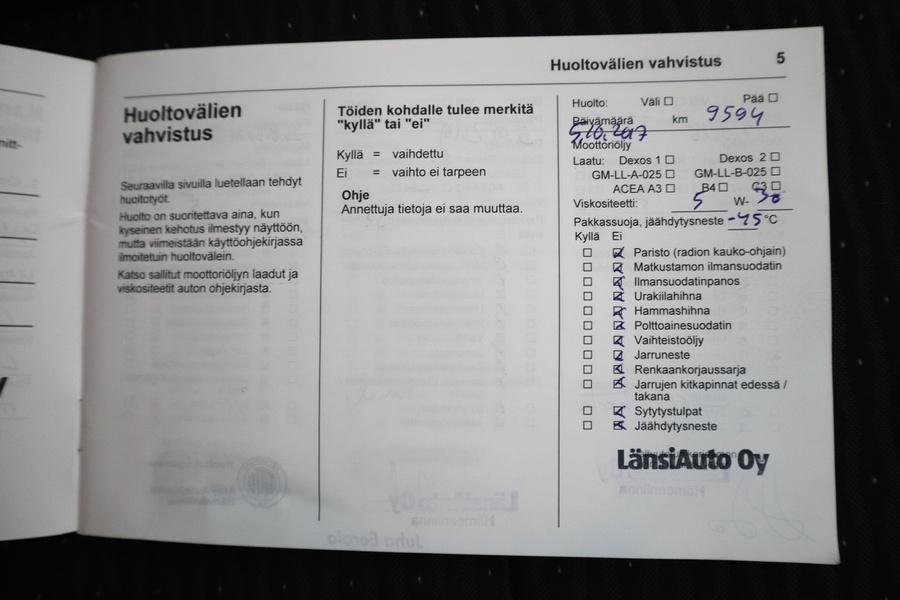 Huoltovälien vahvistus 5
Huoltovälien
vahvistus
Seuraavilla sivuilla luetellaan tehdyt
huoltotyöt.
Huolto on suoritettava aina, kun
kyseinen kehotus ilmestyy näyttöön,
mutta viimeistään käyttöohjekirjassa
ilmoitetuin huoltovälein.
Katso sallitut moottoriöljyn laadut ja
viskositeetit auton ohjekirjasta.
Töiden kohdalle tulee merkitä
"kyllä" tai "ei"
Kyllä = vaihdettu
Ei = vaihto ei tarpeen
Ohje
Annettuja tietoja ei saa muuttaa.
Huolto: Väli ☐ Pää ☐
Päivämäärä km 9594
5.10.2017
Moottoriöljy
Laatu: Dexos 1 ☐ Dexos 2 ☐
GM-LL-A-025 ☐ GM-LL-B-025 ☐
ACEA A3 ☐ B4 ☐ C3 ☐
Viskositeetti: 5 W- 30
Pakkassuoja, jäähdytysneste -45 °C
Kyllä Ei
☐ ☑ Paristo (radion kauko-ohjain)
☐ ☑ Matkustamon ilmansuodatin
☐ ☑ Ilmansuodatinpanos
☐ ☑ Urakiilahihna
☐ ☑ Hammashihna
☐ ☑ Polttoainesuodatin
☐ ☑ Vaihteistoöljy
☐ ☑ Jarruneste
☐ ☑ Renkaankorjaussarja
☐ ☑ Jarrujen kitkapinnat edessä /
takana
☐ ☑ Sytytystulpat
☐ ☑ Jäähdytysneste
LänsiAuto Oy